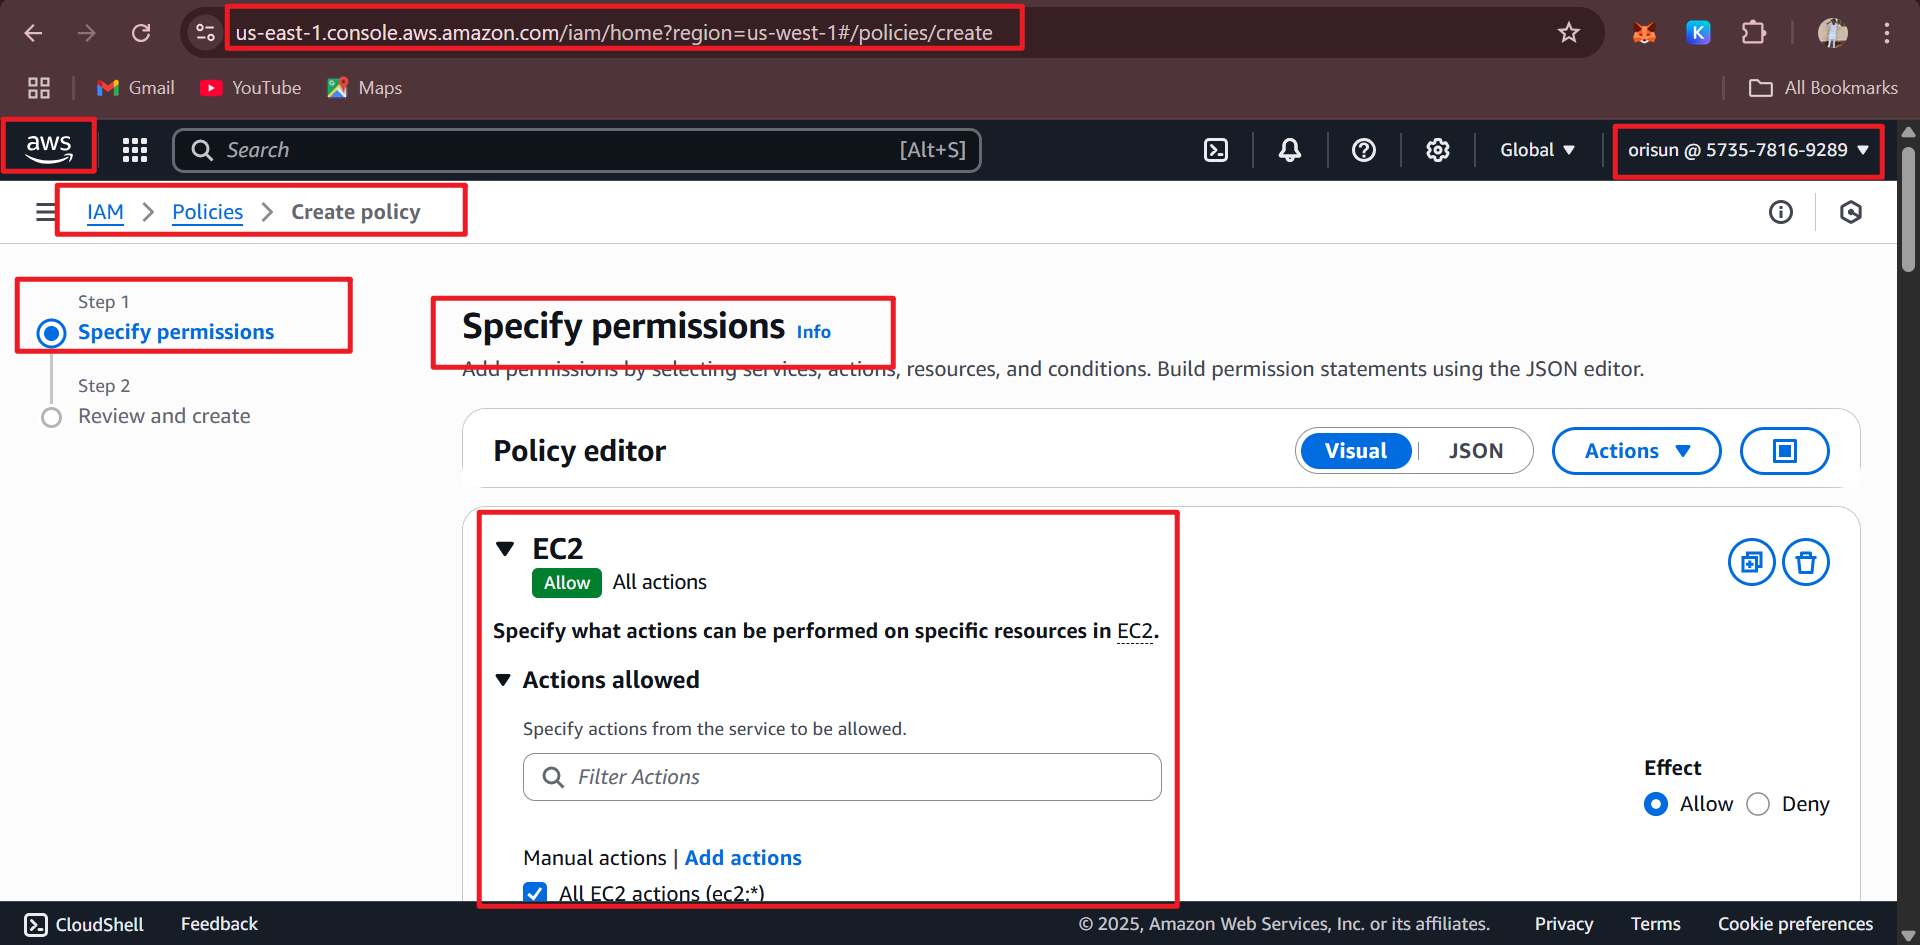 us-east-1.console.aws.amazon.com/iam/home?region=us-west-1#/policies/create
K
Gmail YouTube Maps All Bookmarks
aws Search [Alt+S] Global orisun @ 5735-7816-9289
IAM Policies Create policy
Step 1
Specify permissions
Step 2
Review and create
Specify permissions Info
Add permissions by selecting services, actions, resources, and conditions. Build permission statements using the JSON editor.
Policy editor Visual JSON Actions
EC2
Allow All actions
Specify what actions can be performed on specific resources in EC2.
Actions allowed
Specify actions from the service to be allowed.
Filter Actions
Effect
Allow Deny
Manual actions | Add actions
All EC2 actions (ec2:*)
CloudShell Feedback © 2025, Amazon Web Services, Inc. or its affiliates. Privacy Terms Cookie preferences